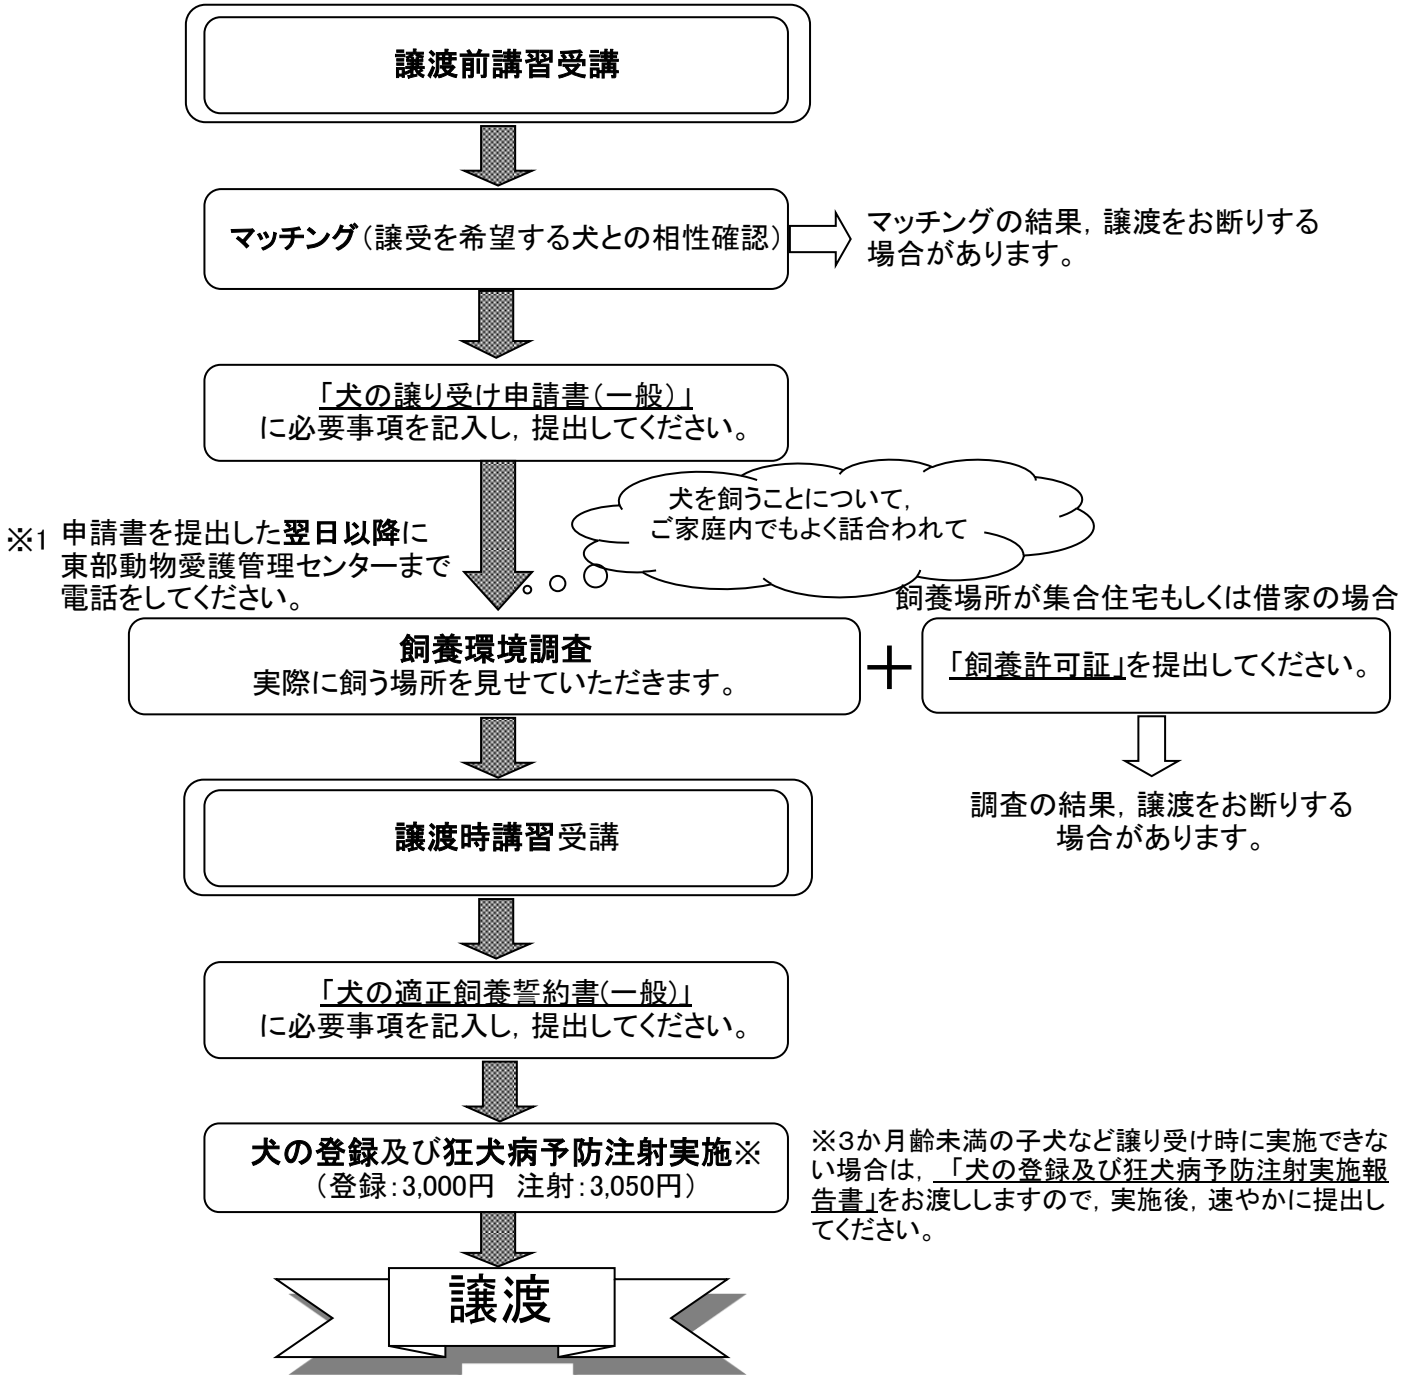 譲渡前講習受講
マッチング（譲受を希望する犬との相性確認）
マッチングの結果，譲渡をお断りする
場合があります。
「犬の譲り受け申請書（一般）」
に必要事項を記入し，提出してください。
犬を飼うことについて，
ご家庭内でもよく話合われて
※1 申請書を提出した翌日以降に
東部動物愛護管理センターまで
電話をしてください。
飼養場所が集合住宅もしくは借家の場合
飼養環境調査
実際に飼う場所を見せていただきます。
＋
「飼養許可証」を提出してください。
調査の結果，譲渡をお断りする
場合があります。
譲渡時講習受講
「犬の適正飼養誓約書(一般)」
に必要事項を記入し，提出してください。
犬の登録及び狂犬病予防注射実施※
（登録：3,000円　注射：3,050円）
※３か月齢未満の子犬など譲り受け時に実施できな
い場合は，「犬の登録及び狂犬病予防注射実施報
告書」をお渡ししますので，実施後，速やかに提出し
てください。
譲渡